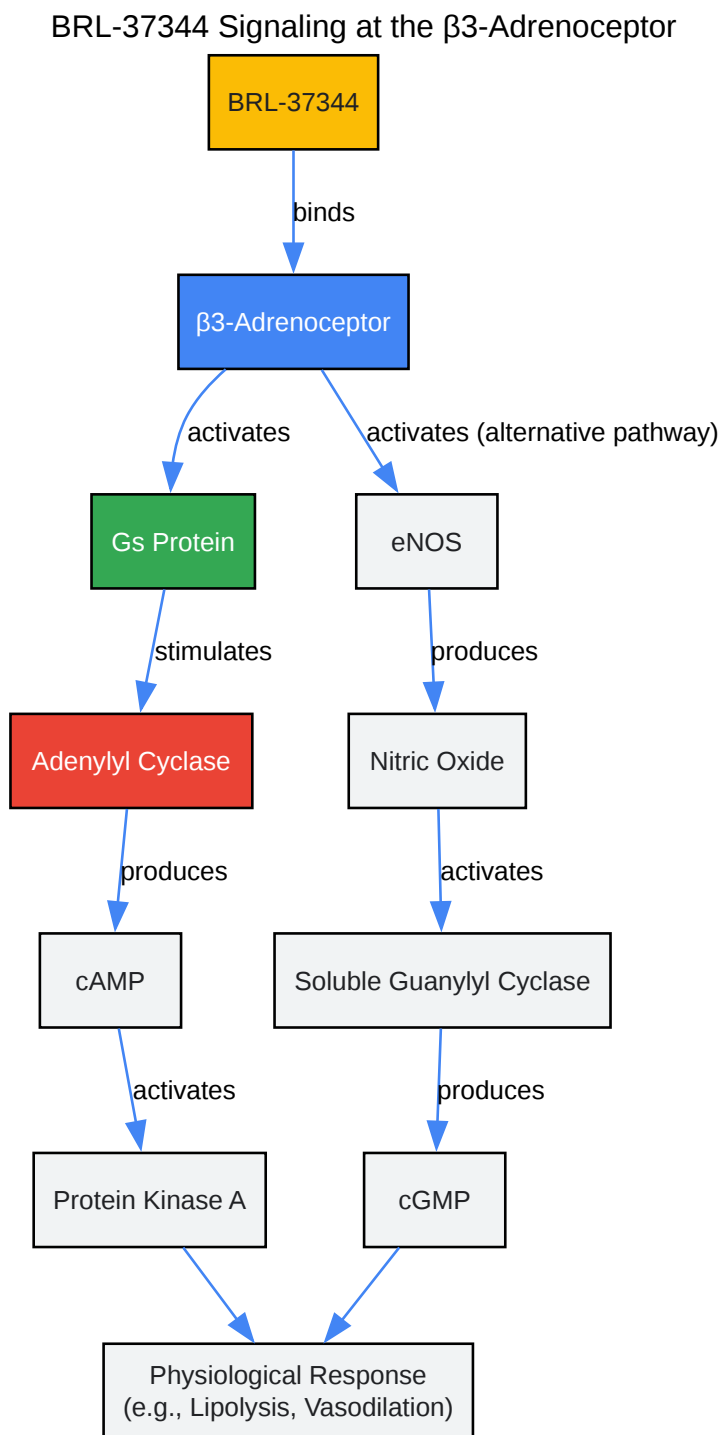 BRL-37344 Signaling at the β3-Adrenoceptor
BRL-37344
binds
β3-Adrenoceptor
activates
activates (alternative pathway)
Gs Protein
eNOS
stimulates
produces
Adenylyl Cyclase
Nitric Oxide
produces
activates
cAMP
Soluble Guanylyl Cyclase
activates
produces
Protein Kinase A
cGMP
Physiological Response
(e.g., Lipolysis, Vasodilation)